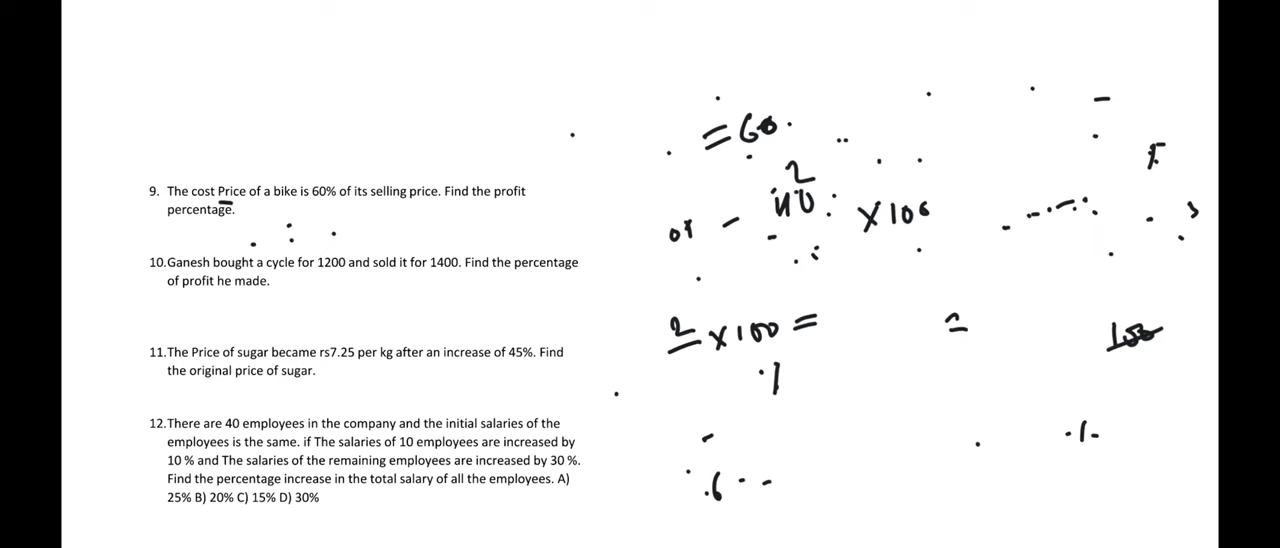 9. The cost Price of a bike is 60% of its selling price. Find the profit
percentage.
10.Ganesh bought a cycle for 1200 and sold it for 1400. Find the percentage
of profit he made.
11.The Price of sugar became rs7.25 per kg after an increase of 45%. Find
the original price of sugar.
12.There are 40 employees in the company and the initial salaries of the
employees is the same. if The salaries of 10 employees are increased by
10 % and The salaries of the remaining employees are increased by 30 %.
Find the percentage increase in the total salary of all the employees. A)
25% B) 20% C) 15% D) 30%
=60
2
40 X100
2 X100 =